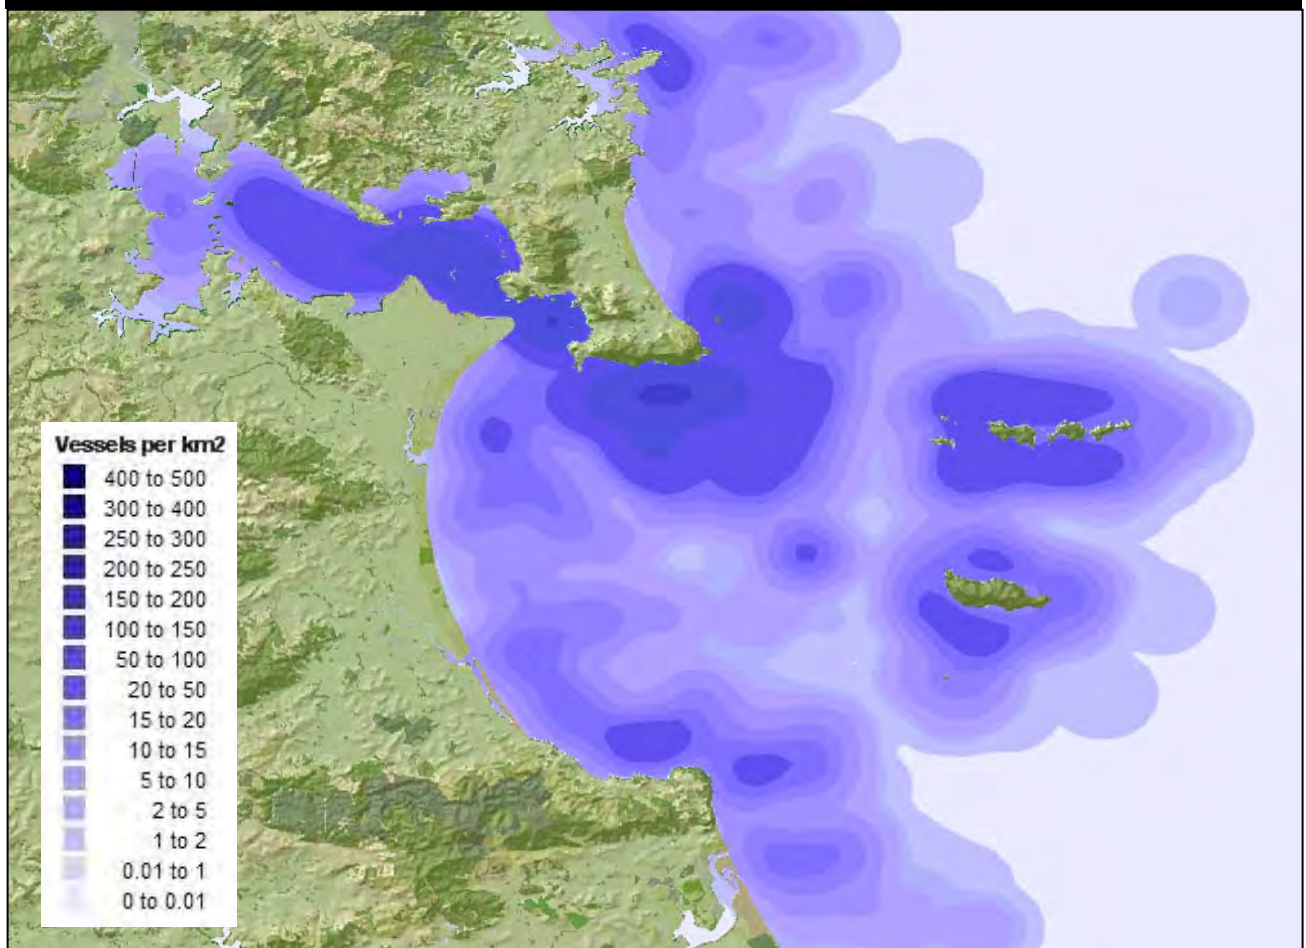 Vessels per km2
400 to 500
300 to 400
250 to 300
200 to 250
150 to 200
100 to 150
50 to 100
20 to 50
15 to 20
10 to 15
5 to 10
2 to 5
1 to 2
0.01 to 1
0 to 0.01